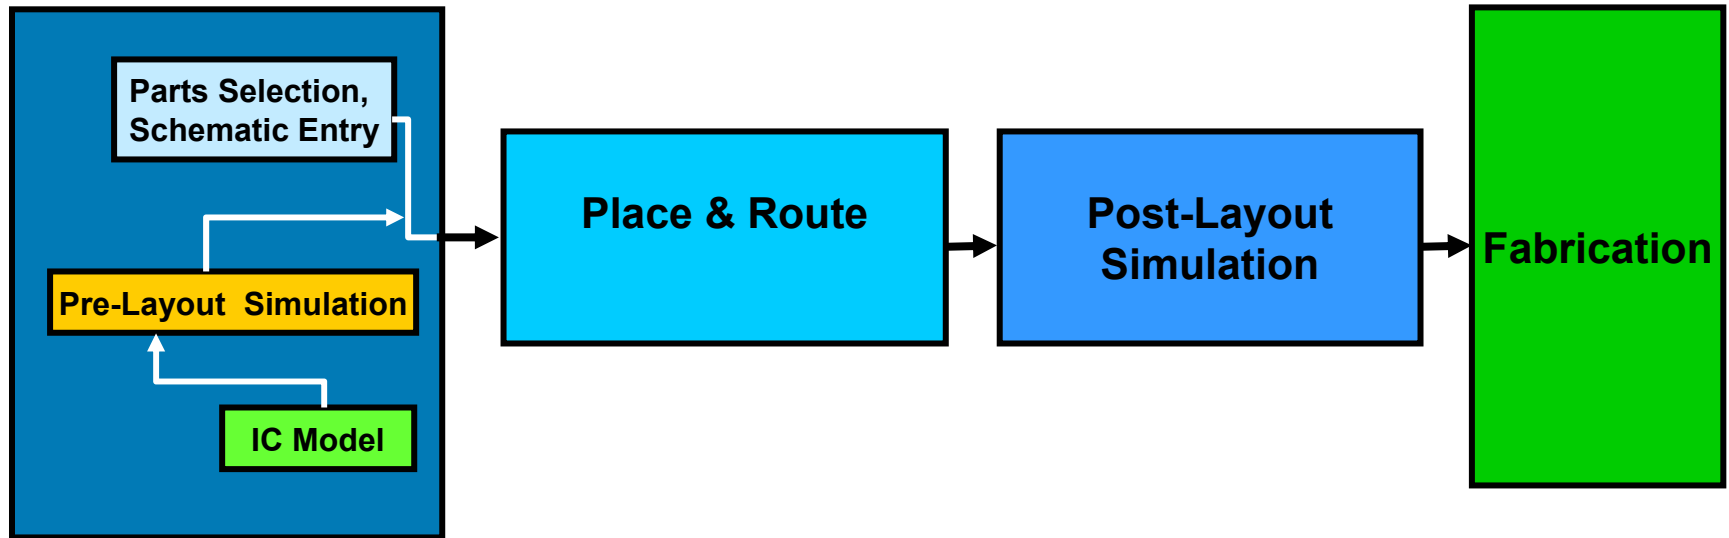 Parts Selection,
Schematic Entry
Pre-Layout Simulation
IC Model
Place & Route
Post-Layout
Simulation
Fabrication